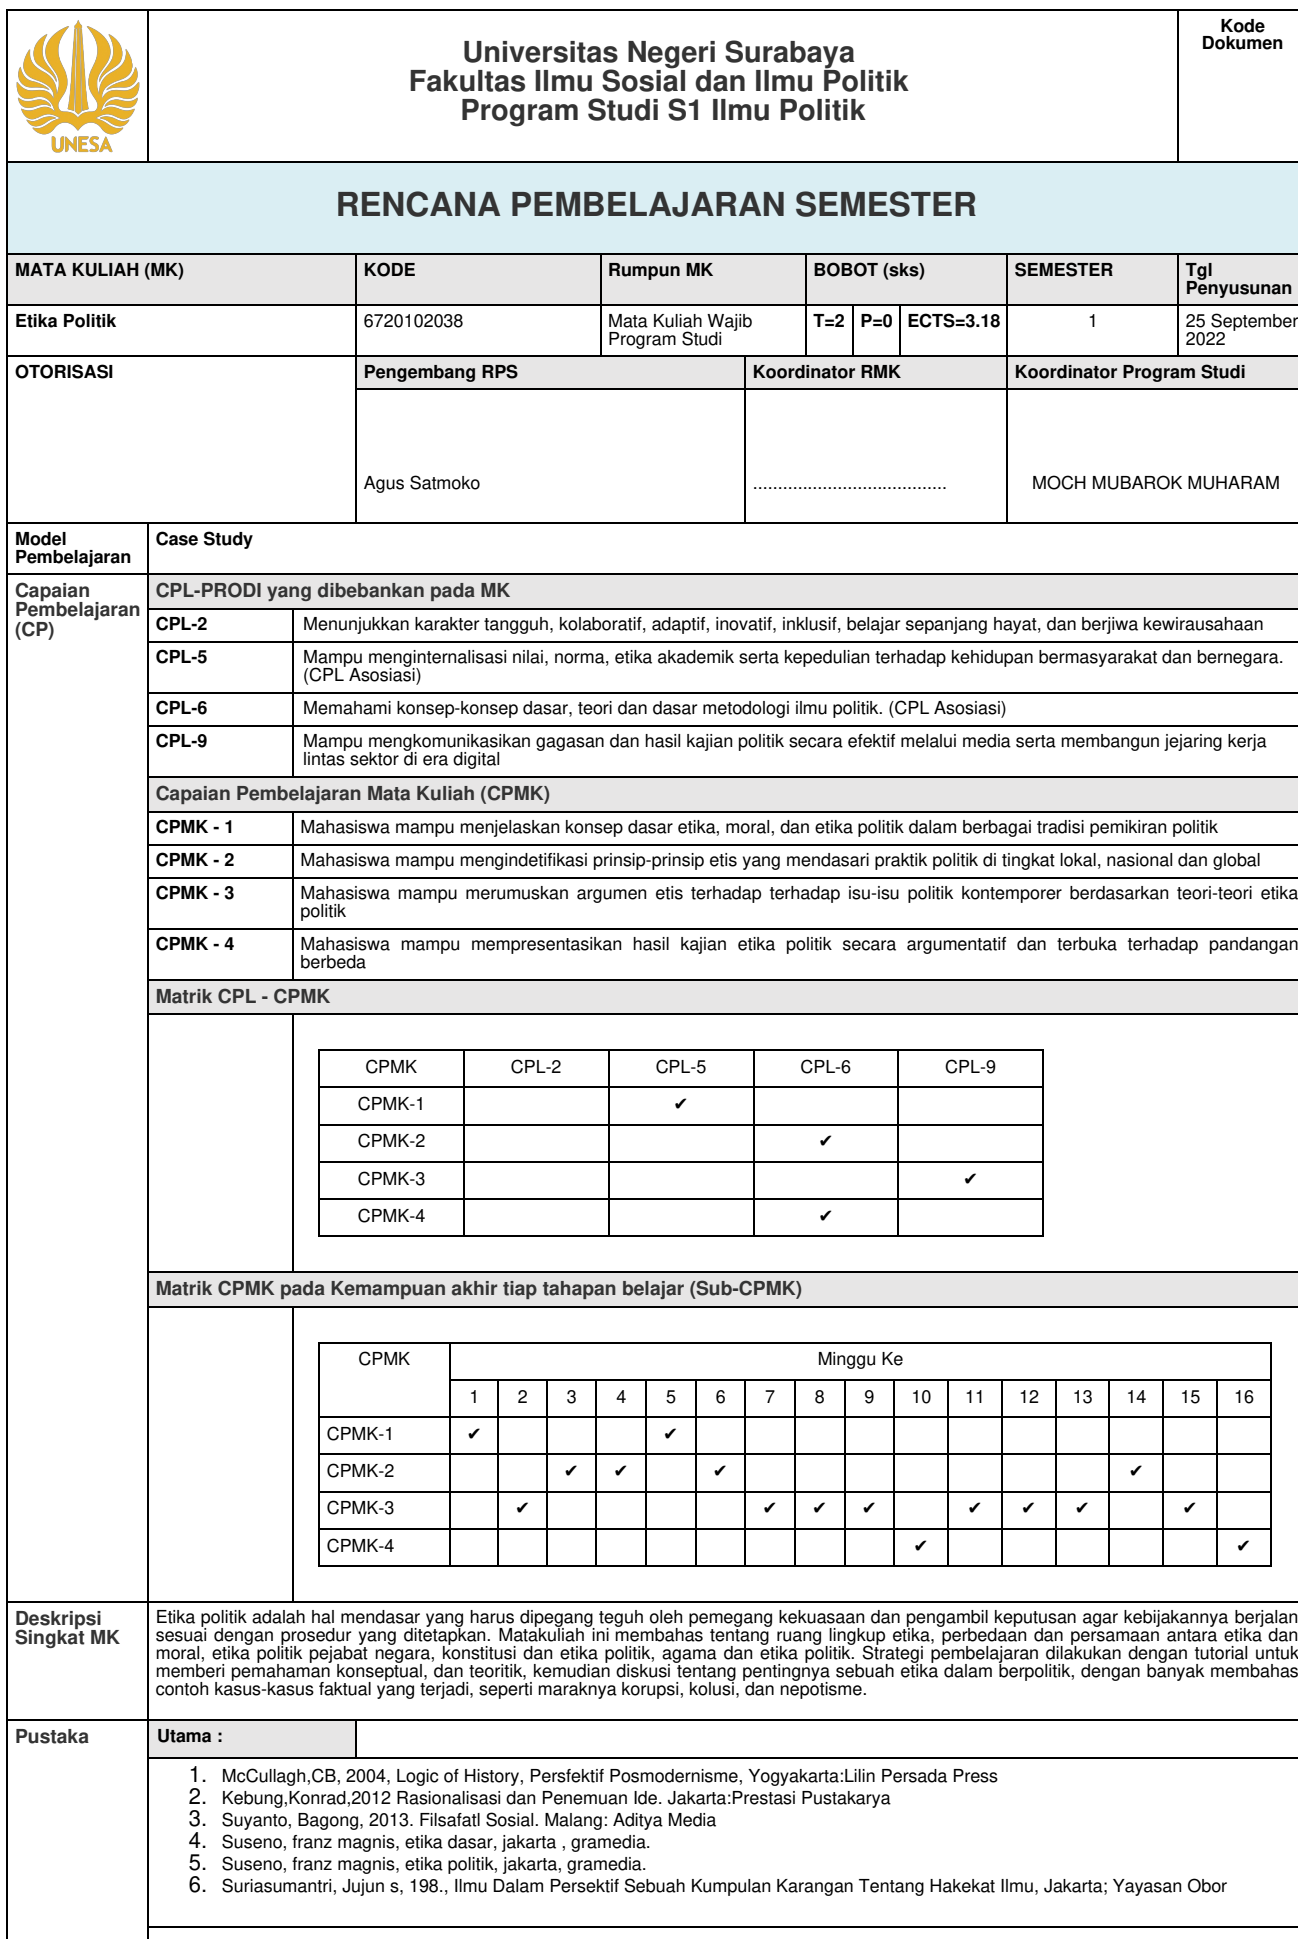 UNESA
Universitas Negeri Surabaya
Fakultas Ilmu Sosial dan Ilmu Politik
Program Studi S1 Ilmu Politik
Kode
Dokumen
RENCANA PEMBELAJARAN SEMESTER
MATA KULIAH (MK) KODE Rumpun MK BOBOT (sks) SEMESTER Tgl
Penyusunan
Etika Politik 6720102038 Mata Kuliah Wajib
Program Studi T=2 P=0 ECTS=3.18 1 25 September
2022
OTORISASI Pengembang RPS Koordinator RMK Koordinator Program Studi
Agus Satmoko ....................................... MOCH MUBAROK MUHARAM
Model
Pembelajaran
Case Study
Capaian
Pembelajaran
(CP)
CPL-PRODI yang dibebankan pada MK
CPL-2 Menunjukkan karakter tangguh, kolaboratif, adaptif, inovatif, inklusif, belajar sepanjang hayat, dan berjiwa kewirausahaan
CPL-5 Mampu menginternalisasi nilai, norma, etika akademik serta kepedulian terhadap kehidupan bermasyarakat dan bernegara.
(CPL Asosiasi)
CPL-6 Memahami konsep-konsep dasar, teori dan dasar metodologi ilmu politik. (CPL Asosiasi)
CPL-9 Mampu mengkomunikasikan gagasan dan hasil kajian politik secara efektif melalui media serta membangun jejaring kerja
lintas sektor di era digital
Capaian Pembelajaran Mata Kuliah (CPMK)
CPMK - 1 Mahasiswa mampu menjelaskan konsep dasar etika, moral, dan etika politik dalam berbagai tradisi pemikiran politik
CPMK - 2 Mahasiswa mampu mengindetifikasi prinsip-prinsip etis yang mendasari praktik politik di tingkat lokal, nasional dan global
CPMK - 3 Mahasiswa mampu merumuskan argumen etis terhadap terhadap isu-isu politik kontemporer berdasarkan teori-teori etika
politik
CPMK - 4 Mahasiswa mampu mempresentasikan hasil kajian etika politik secara argumentatif dan terbuka terhadap pandangan
berbeda
Matrik CPL - CPMK
CPMK CPL-2 CPL-5 CPL-6 CPL-9
CPMK-1 ✔
CPMK-2 ✔
CPMK-3 ✔
CPMK-4 ✔
Matrik CPMK pada Kemampuan akhir tiap tahapan belajar (Sub-CPMK)
CPMK Minggu Ke
1 2 3 4 5 6 7 8 9 10 11 12 13 14 15 16
CPMK-1 ✔ ✔
CPMK-2 ✔ ✔ ✔ ✔
CPMK-3 ✔ ✔ ✔ ✔ ✔ ✔ ✔ ✔
CPMK-4 ✔ ✔
Deskripsi
Singkat MK
Etika politik adalah hal mendasar yang harus dipegang teguh oleh pemegang kekuasaan dan pengambil keputusan agar kebijakannya berjalan
sesuai dengan prosedur yang ditetapkan. Matakuliah ini membahas tentang ruang lingkup etika, perbedaan dan persamaan antara etika dan
moral, etika politik pejabat negara, konstitusi dan etika politik, agama dan etika politik. Strategi pembelajaran dilakukan dengan tutorial untuk
memberi pemahaman konseptual, dan teoritik, kemudian diskusi tentang pentingnya sebuah etika dalam berpolitik, dengan banyak membahas
contoh kasus-kasus faktual yang terjadi, seperti maraknya korupsi, kolusi, dan nepotisme.
Pustaka
Utama :
1. McCullagh,CB, 2004, Logic of History, Persfektif Posmodernisme, Yogyakarta:Lilin Persada Press
2. Kebung,Konrad,2012 Rasionalisasi dan Penemuan Ide. Jakarta:Prestasi Pustakarya
3. Suyanto, Bagong, 2013. Filsafatl Sosial. Malang: Aditya Media
4. Suseno, franz magnis, etika dasar, jakarta , gramedia.
5. Suseno, franz magnis, etika politik, jakarta, gramedia.
6. Suriasumantri, Jujun s, 198., Ilmu Dalam Persektif Sebuah Kumpulan Karangan Tentang Hakekat Ilmu, Jakarta; Yayasan Obor